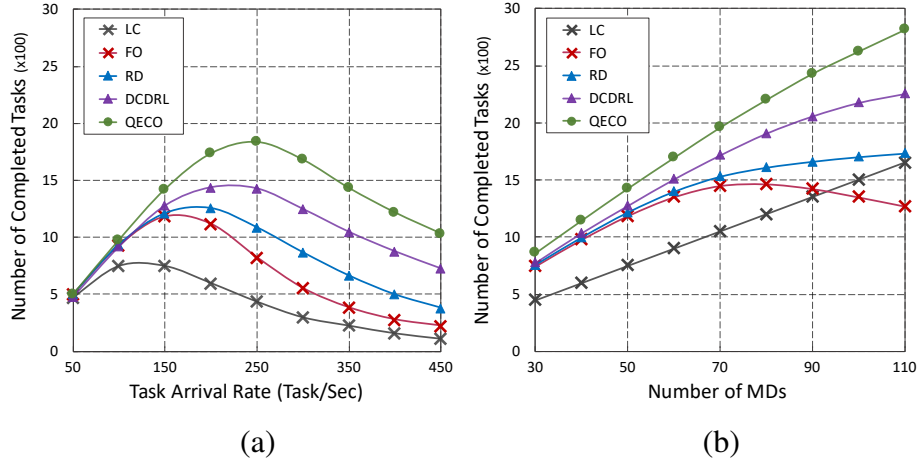 30
25
20
15
10
5
0
Number of Completed Tasks (x100)
LC
FO
RD
DCDRL
QECO
50
150
250
350
450
Task Arrival Rate (Task/Sec)
(a)
30
25
20
15
10
5
0
Number of Completed Tasks (x100)
LC
FO
RD
DCDRL
QECO
30
50
70
90
110
Number of MDs
(b)